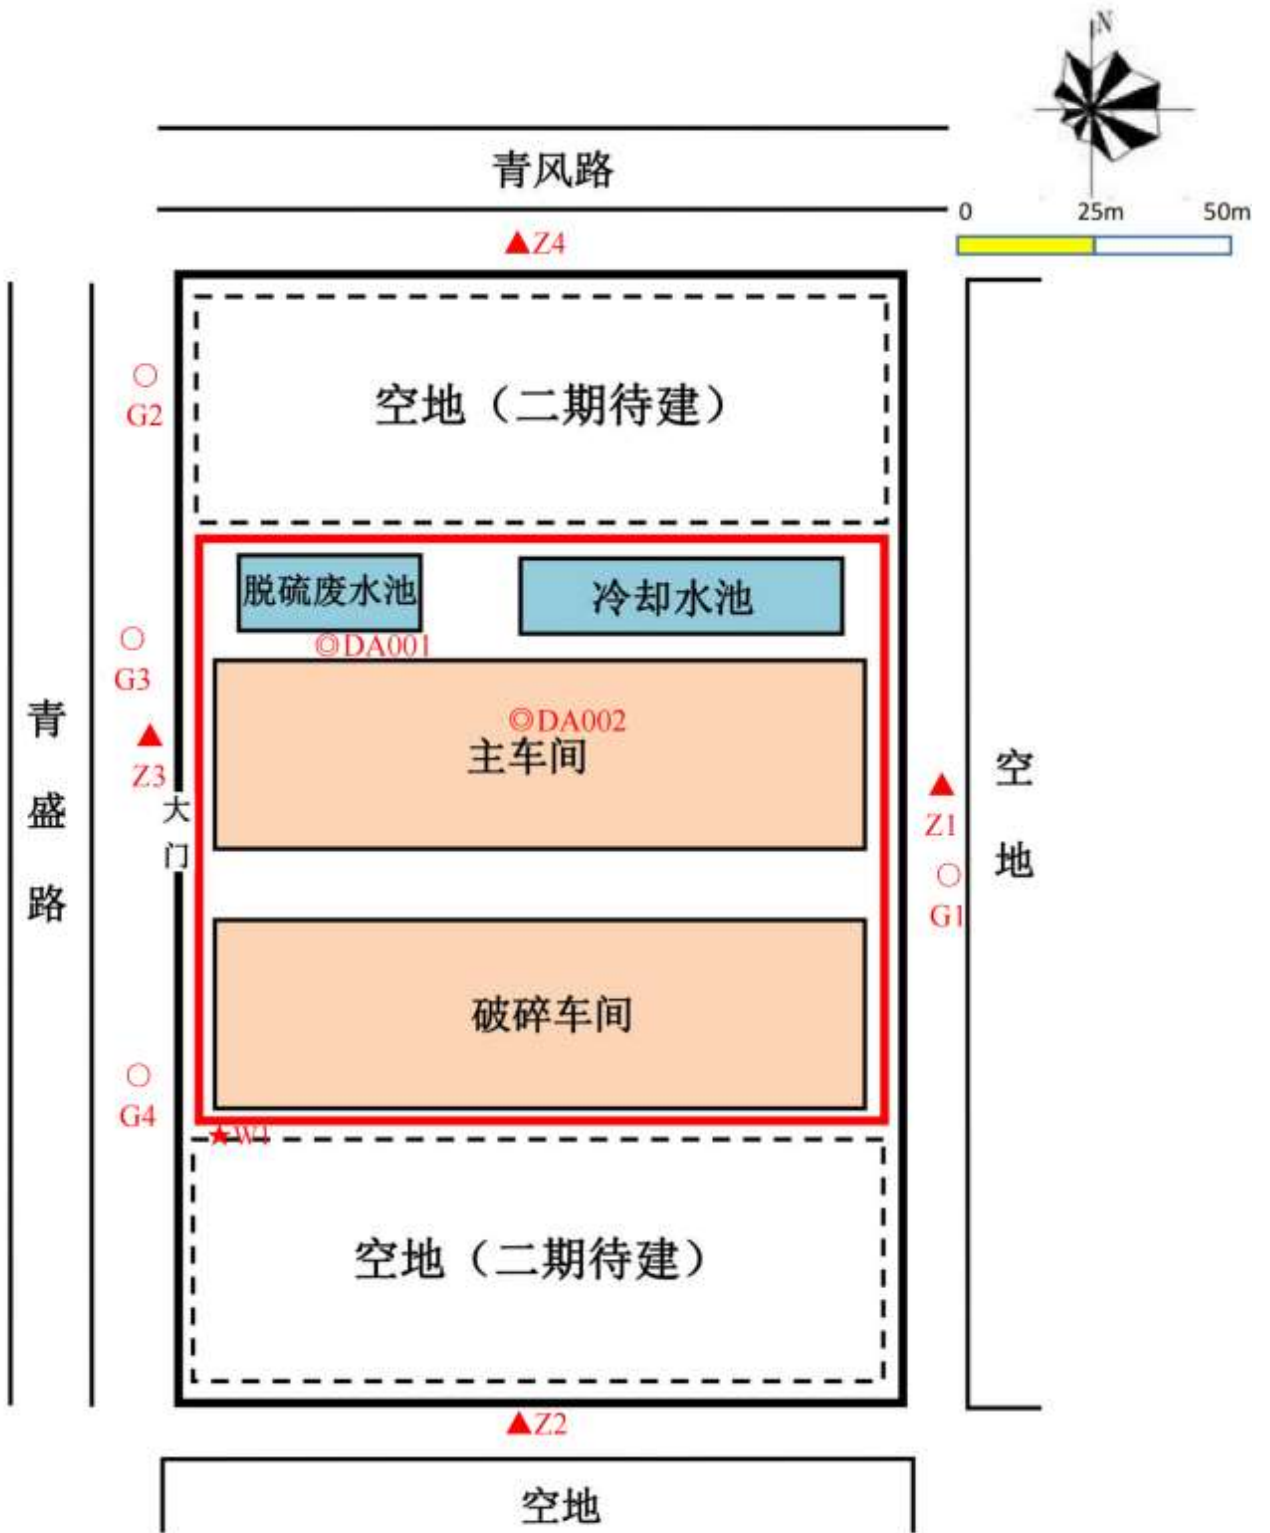 N
青风路
0 25m 50m
▲Z4
空地（二期待建）
G2
脱硫废水池
冷却水池
◎DA001
G3
◎DA002
主车间
Z3
大门
青盛路
Z1
G1
空地
破碎车间
G4
★W1
空地（二期待建）
▲Z2
空地